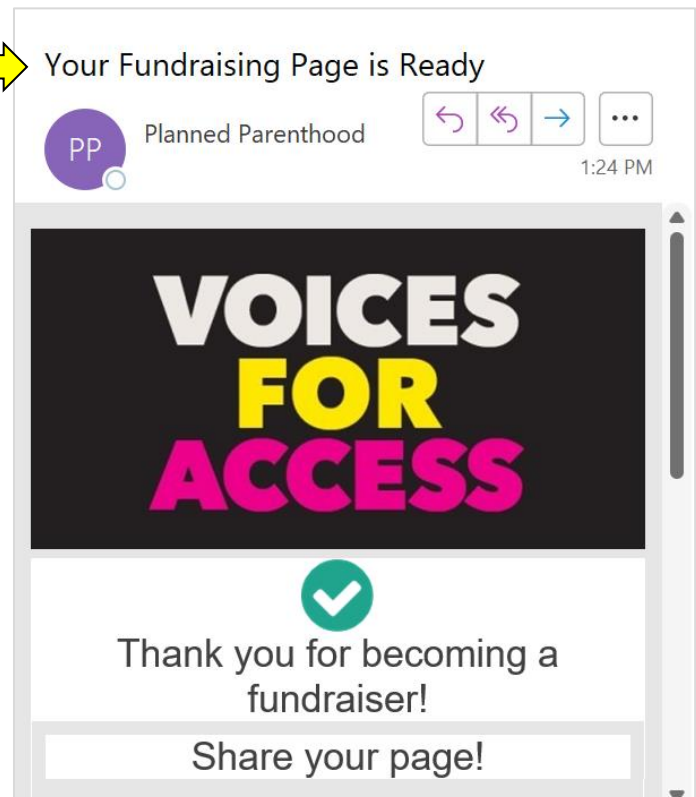 Your Fundraising Page is Ready
PP
Planned Parenthood
1:24 PM
VOICES
FOR
ACCESS
Thank you for becoming a
fundraiser!
Share your page!